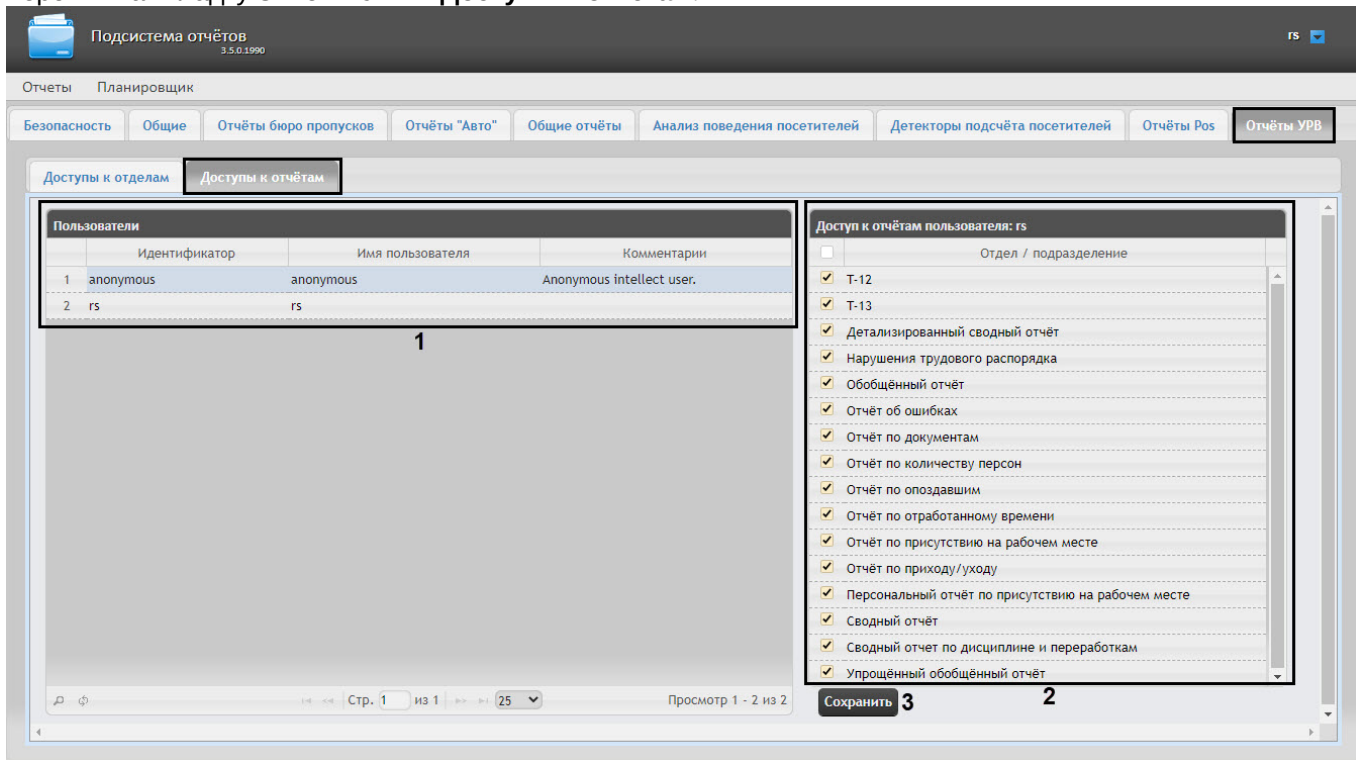 Подсистема отчётов
3.5.0.1990
rs
Отчеты Планировщик
Безопасность Общие Отчёты бюро пропусков Отчёты "Авто" Общие отчёты Анализ поведения посетителей Детекторы подсчёта посетителей Отчёты Pos Отчёты УРВ
Доступы к отделам Доступы к отчётам
Пользователи
Идентификатор Имя пользователя Комментарии
1 anonymous anonymous Anonymous intellect user.
2 rs rs
1
Стр. 1 из 1 25 Просмотр 1 - 2 из 2
Доступ к отчётам пользователя: rs
Отдел / подразделение
Т-12
Т-13
Детализированный сводный отчёт
Нарушения трудового распорядка
Обобщённый отчёт
Отчёт об ошибках
Отчёт по документам
Отчёт по количеству персон
Отчёт по опоздавшим
Отчёт по отработанному времени
Отчёт по присутствию на рабочем месте
Отчёт по приходу/уходу
Персональный отчёт по присутствию на рабочем месте
Сводный отчёт
Сводный отчет по дисциплине и переработкам
Упрощённый обобщённый отчёт
Сохранить 3 2